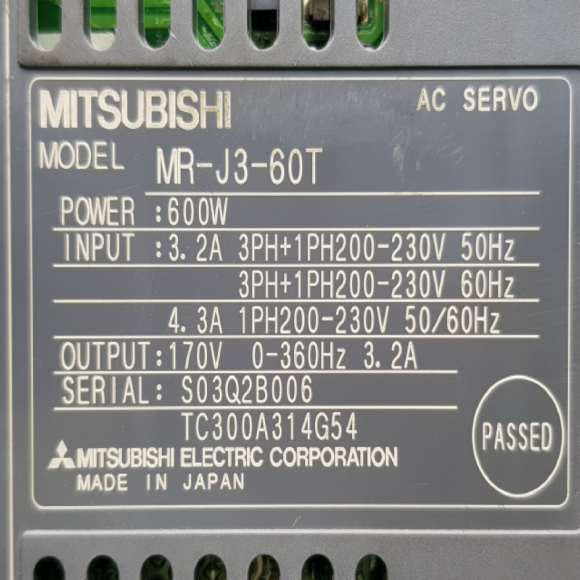 MITSUBISHI AC SERVO
MODEL MR-J3-60T
POWER :600W
INPUT :3.2A 3PH+1PH200-230V 50Hz
3PH+1PH200-230V 60Hz
4.3A 1PH200-230V 50/60Hz
OUTPUT:170V 0-360Hz 3.2A
SERIAL: S03Q2B006
TC300A314G54
PASSED
MITSUBISHI ELECTRIC CORPORATION
MADE IN JAPAN